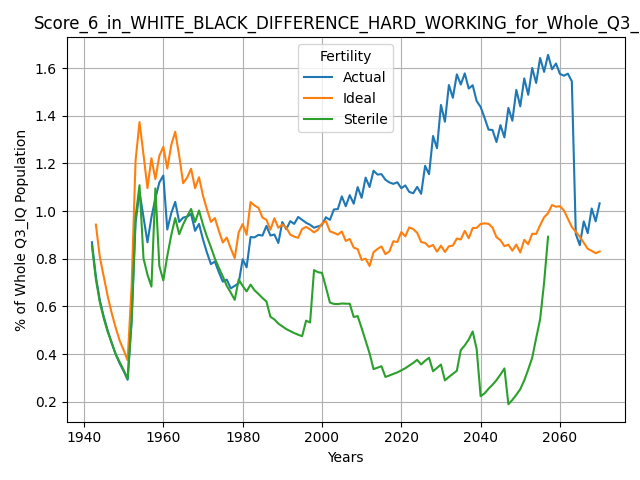 Score_6_in_WHITE_BLACK_DIFFERENCE_HARD_WORKING_for_Whole_Q3_
Fertility
Actual
Ideal
Sterile
% of Whole Q3_IQ Population
1.6
1.4
1.2
1.0
0.8
0.6
0.4
0.2
1940 1960 1980 2000 2020 2040 2060
Years